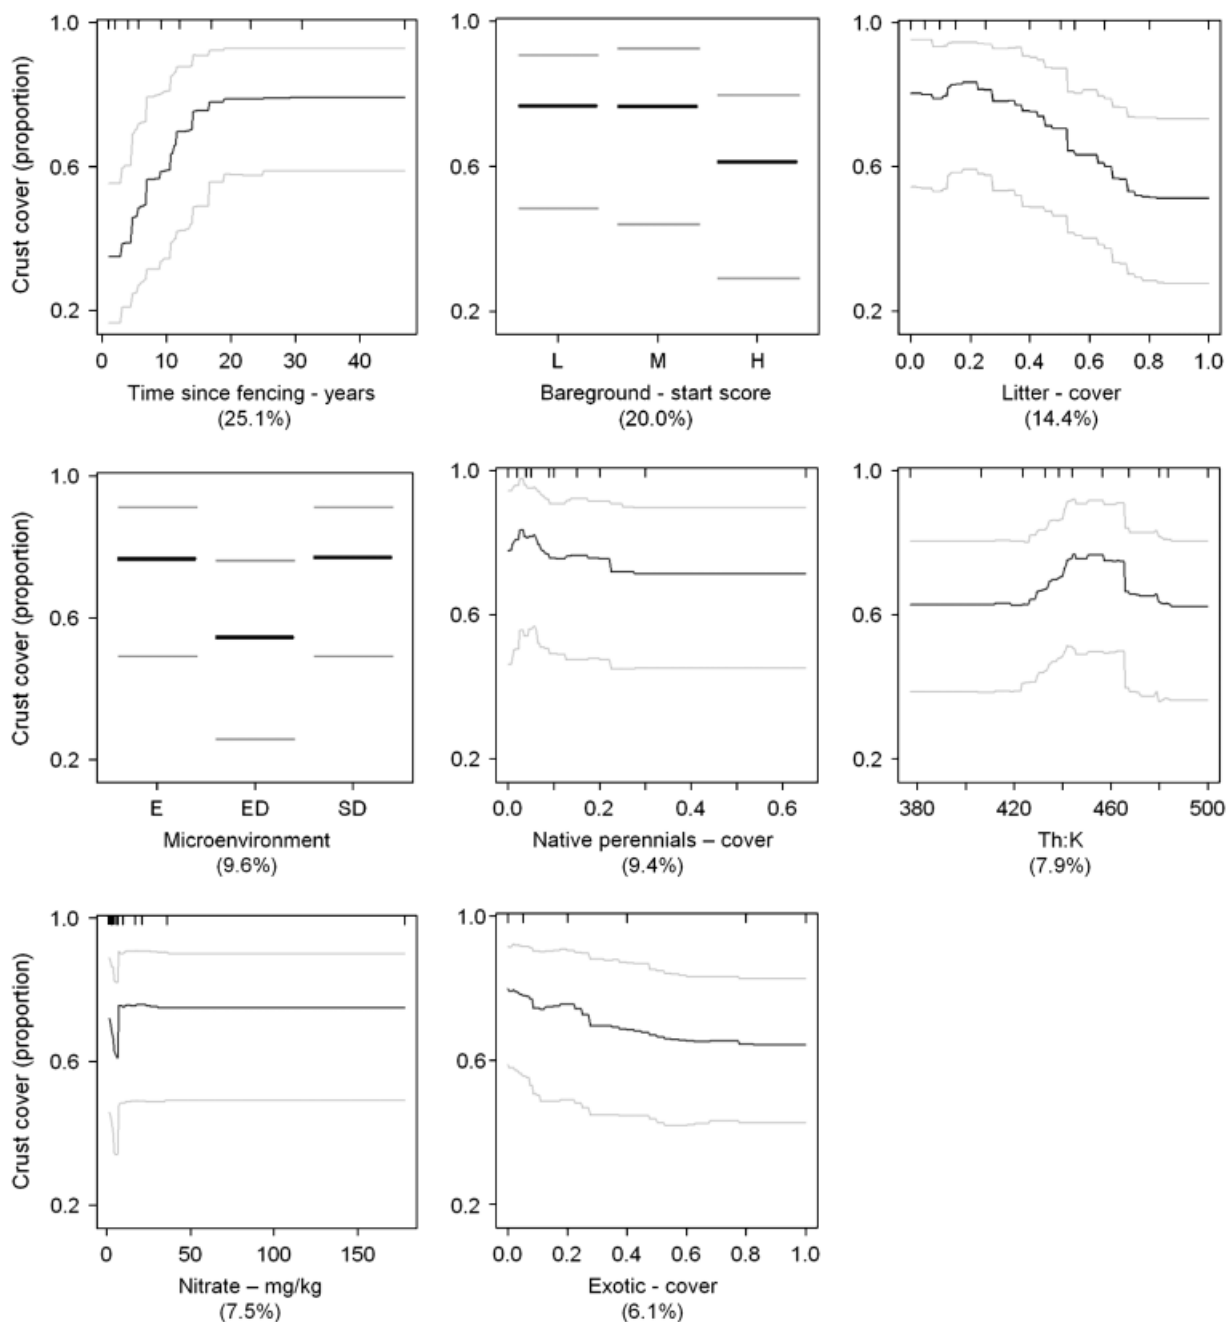 1.0
0.6
0.2
Crust cover (proportion)
0 10 20 30 40
Time since fencing - years
(25.1%)
1.0
0.6
0.2
L M H
Bareground - start score
(20.0%)
1.0
0.6
0.2
0.0 0.2 0.4 0.6 0.8 1.0
Litter - cover
(14.4%)
1.0
0.6
0.2
Crust cover (proportion)
E ED SD
Microenvironment
(9.6%)
1.0
0.6
0.2
0.0 0.2 0.4 0.6
Native perennials – cover
(9.4%)
1.0
0.6
0.2
380 420 460 500
Th:K
(7.9%)
1.0
0.6
0.2
Crust cover (proportion)
0 50 100 150
Nitrate – mg/kg
(7.5%)
1.0
0.6
0.2
0.0 0.2 0.4 0.6 0.8 1.0
Exotic - cover
(6.1%)